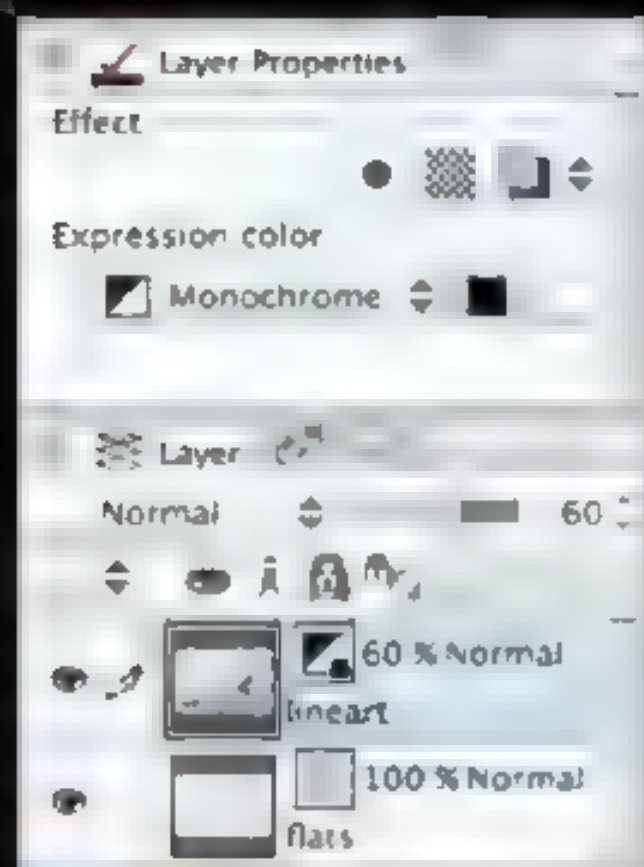 Layer Properties
Effect
Expression color
Monochrome
Layer
Normal 60
60 % Normal
lineart
100 % Normal
flats